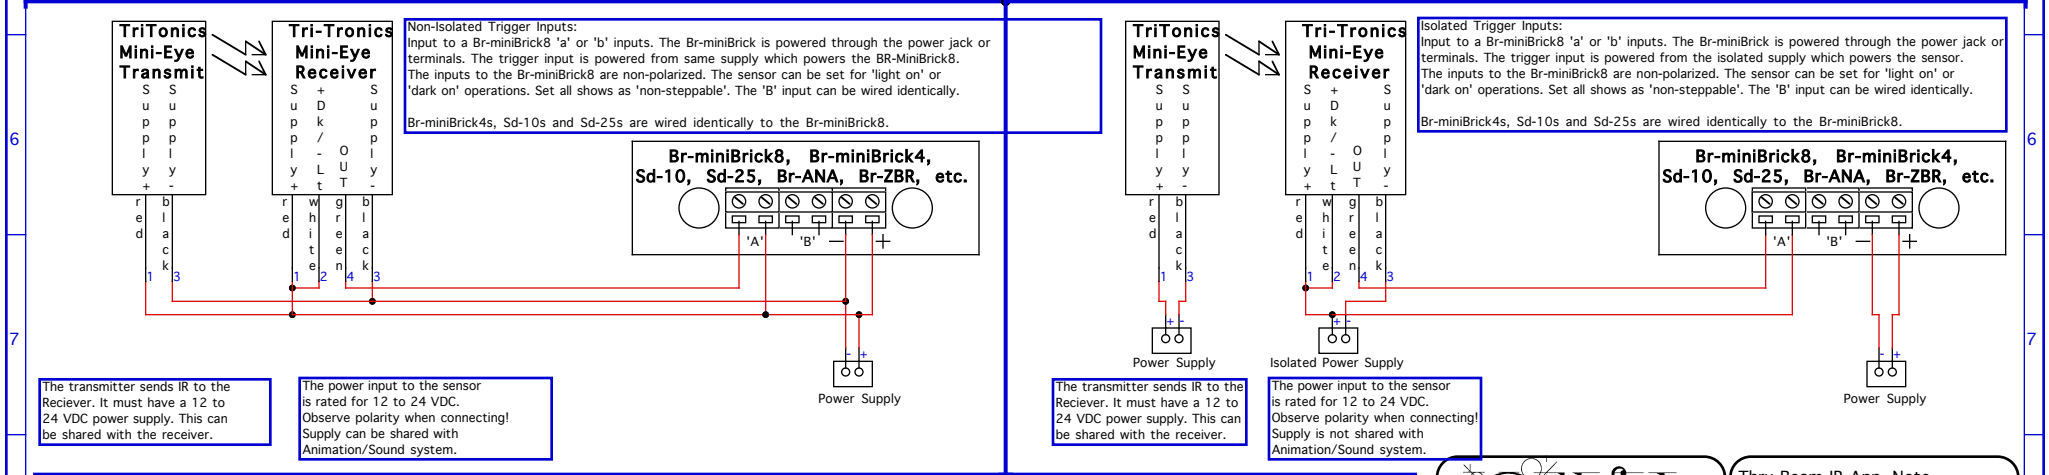 TriTonics
Mini-Eye
Transmit
Supply+
Supply-
red
black
1
3
Tri-Tronics
Mini-Eye
Receiver
Supply+
+Dk/-Lt
OUT
Supply-
red
white
green
black
1
2
4
3
Non-Isolated Trigger Inputs:
Input to a Br-miniBrick8 'a' or 'b' inputs. The Br-miniBrick is powered through the power jack or
terminals. The trigger input is powered from same supply which powers the BR-MiniBrick8.
The inputs to the Br-miniBrick8 are non-polarized. The sensor can be set for 'light on' or
'dark on' operations. Set all shows as 'non-steppable'. The 'B' input can be wired identically.
Br-miniBrick4s, Sd-10s and Sd-25s are wired identically to the Br-miniBrick8.
Br-miniBrick8, Br-miniBrick4,
Sd-10, Sd-25, Br-ANA, Br-ZBR, etc.
'A' 'B' — +
- +
Power Supply
The transmitter sends IR to the
Reciever. It must have a 12 to
24 VDC power supply. This can
be shared with the receiver.
The power input to the sensor
is rated for 12 to 24 VDC.
Observe polarity when connecting!
Supply can be shared with
Animation/Sound system.
6
7
TriTonics
Mini-Eye
Transmit
Supply+
Supply-
red
black
1
3
+ -
Power Supply
Tri-Tronics
Mini-Eye
Receiver
Supply+
+Dk/-Lt
OUT
Supply-
red
white
green
black
1
2
4
3
+ -
Isolated Power Supply
Isolated Trigger Inputs:
Input to a Br-miniBrick8 'a' or 'b' inputs. The Br-miniBrick is powered through the power jack or
terminals. The trigger input is powered from the isolated supply which powers the sensor.
The inputs to the Br-miniBrick8 are non-polarized. The sensor can be set for 'light on' or
'dark on' operations. Set all shows as 'non-steppable'. The 'B' input can be wired identically.
Br-miniBrick4s, Sd-10s and Sd-25s are wired identically to the Br-miniBrick8.
Br-miniBrick8, Br-miniBrick4,
Sd-10, Sd-25, Br-ANA, Br-ZBR, etc.
'A' 'B' — +
- +
Power Supply
The transmitter sends IR to the
Reciever. It must have a 12 to
24 VDC power supply. This can
be shared with the receiver.
The power input to the sensor
is rated for 12 to 24 VDC.
Observe polarity when connecting!
Supply is not shared with
Animation/Sound system.
6
7
Thru Beam IR App. Note